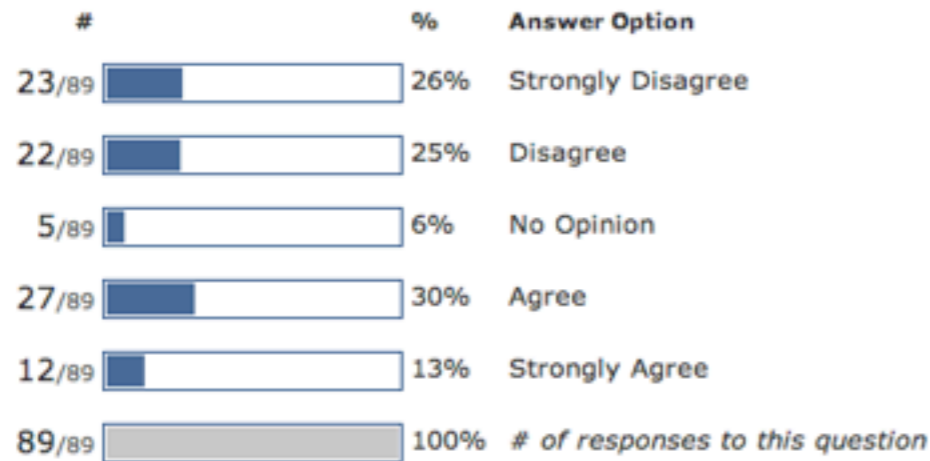 # % Answer Option
23/89 26% Strongly Disagree
22/89 25% Disagree
5/89 6% No Opinion
27/89 30% Agree
12/89 13% Strongly Agree
89/89 100% # of responses to this question